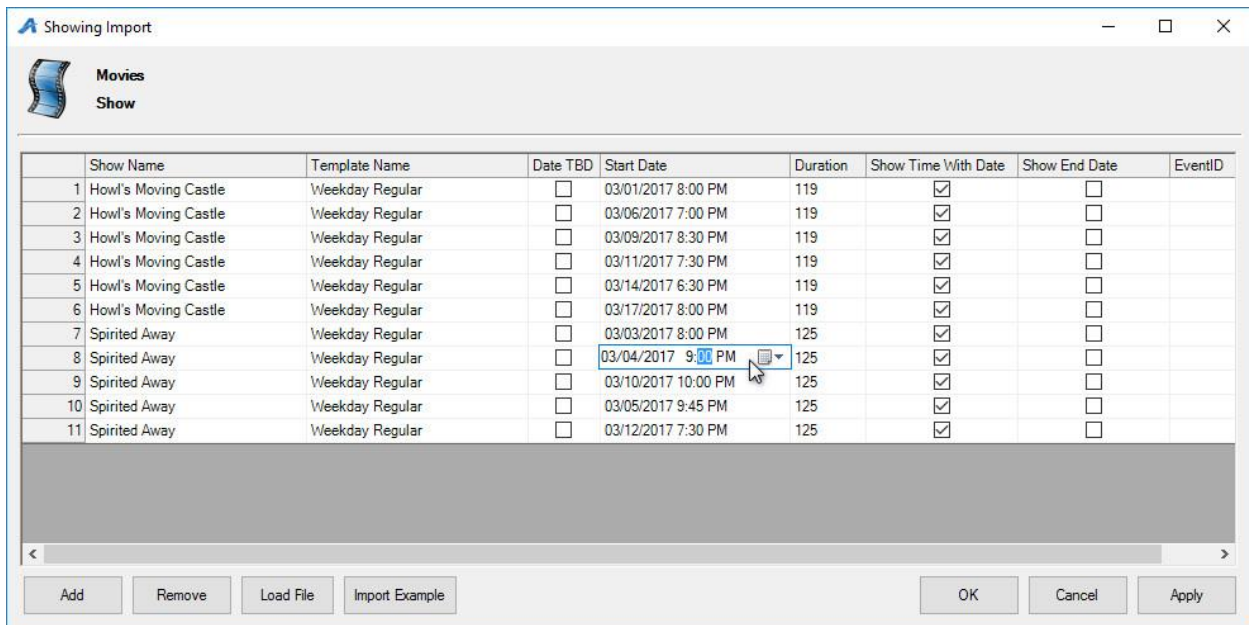 Showing Import
Movies
Show
Show Name Template Name Date TBD Start Date Duration Show Time With Date Show End Date EventID
1 Howl's Moving Castle Weekday Regular 03/01/2017 8:00 PM 119
2 Howl's Moving Castle Weekday Regular 03/06/2017 7:00 PM 119
3 Howl's Moving Castle Weekday Regular 03/09/2017 8:30 PM 119
4 Howl's Moving Castle Weekday Regular 03/11/2017 7:30 PM 119
5 Howl's Moving Castle Weekday Regular 03/14/2017 6:30 PM 119
6 Howl's Moving Castle Weekday Regular 03/17/2017 8:00 PM 119
7 Spirited Away Weekday Regular 03/03/2017 8:00 PM 125
8 Spirited Away Weekday Regular 03/04/2017 9:00 PM 125
9 Spirited Away Weekday Regular 03/10/2017 10:00 PM 125
10 Spirited Away Weekday Regular 03/05/2017 9:45 PM 125
11 Spirited Away Weekday Regular 03/12/2017 7:30 PM 125
Add Remove Load File Import Example OK Cancel Apply